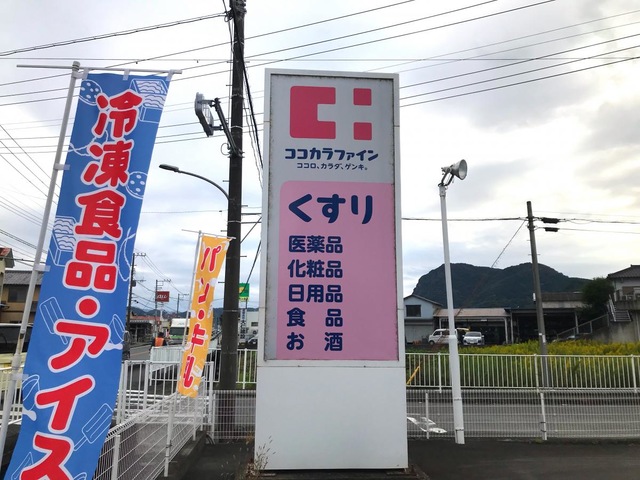 冷凍食品・アイス
パン・牛乳
ココカラファイン
ココロ、カラダ、ゲンキ。
くすり
医薬品
化粧品
日用品
食品
お酒